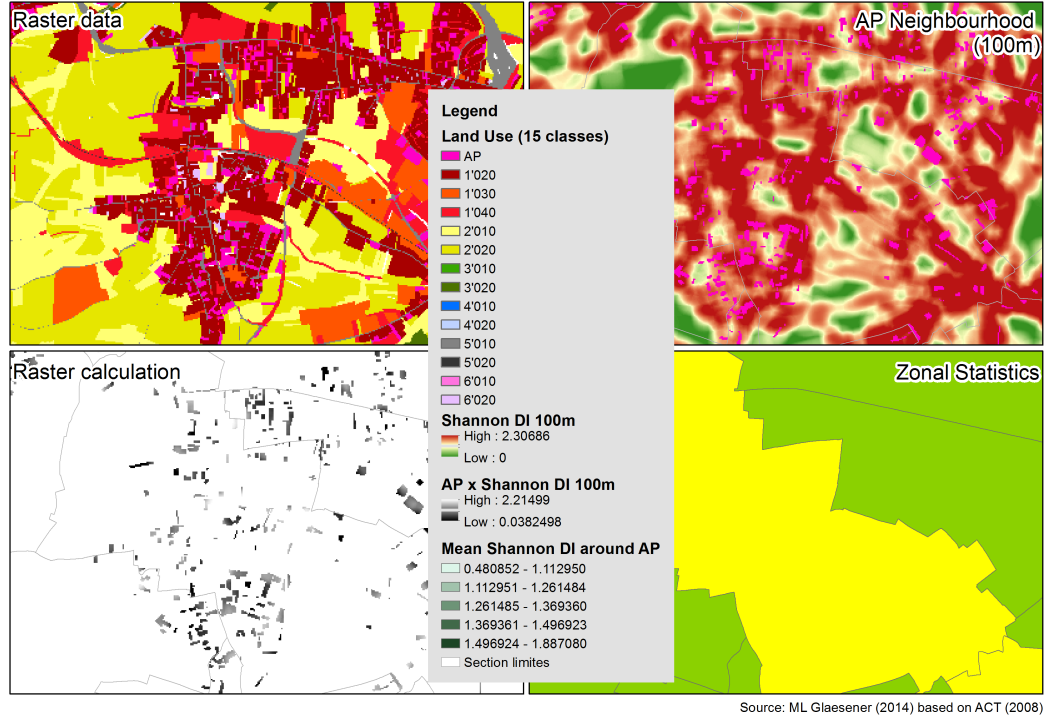 Raster data
AP Neighbourhood
(100m)
Legend
Land Use (15 classes)
AP
1'020
1'030
1'040
2'010
2'020
3'010
3'020
4'010
4'020
5'010
5'020
6'010
6'020
Shannon DI 100m
High : 2.30686
Low : 0
AP x Shannon DI 100m
High : 2.21499
Low : 0.0382498
Mean Shannon DI around AP
0.480852 - 1.112950
1.112951 - 1.261484
1.261485 - 1.369360
1.369361 - 1.496923
1.496924 - 1.887080
Section limites
Raster calculation
Zonal Statistics
Source: ML Glaesener (2014) based on ACT (2008)